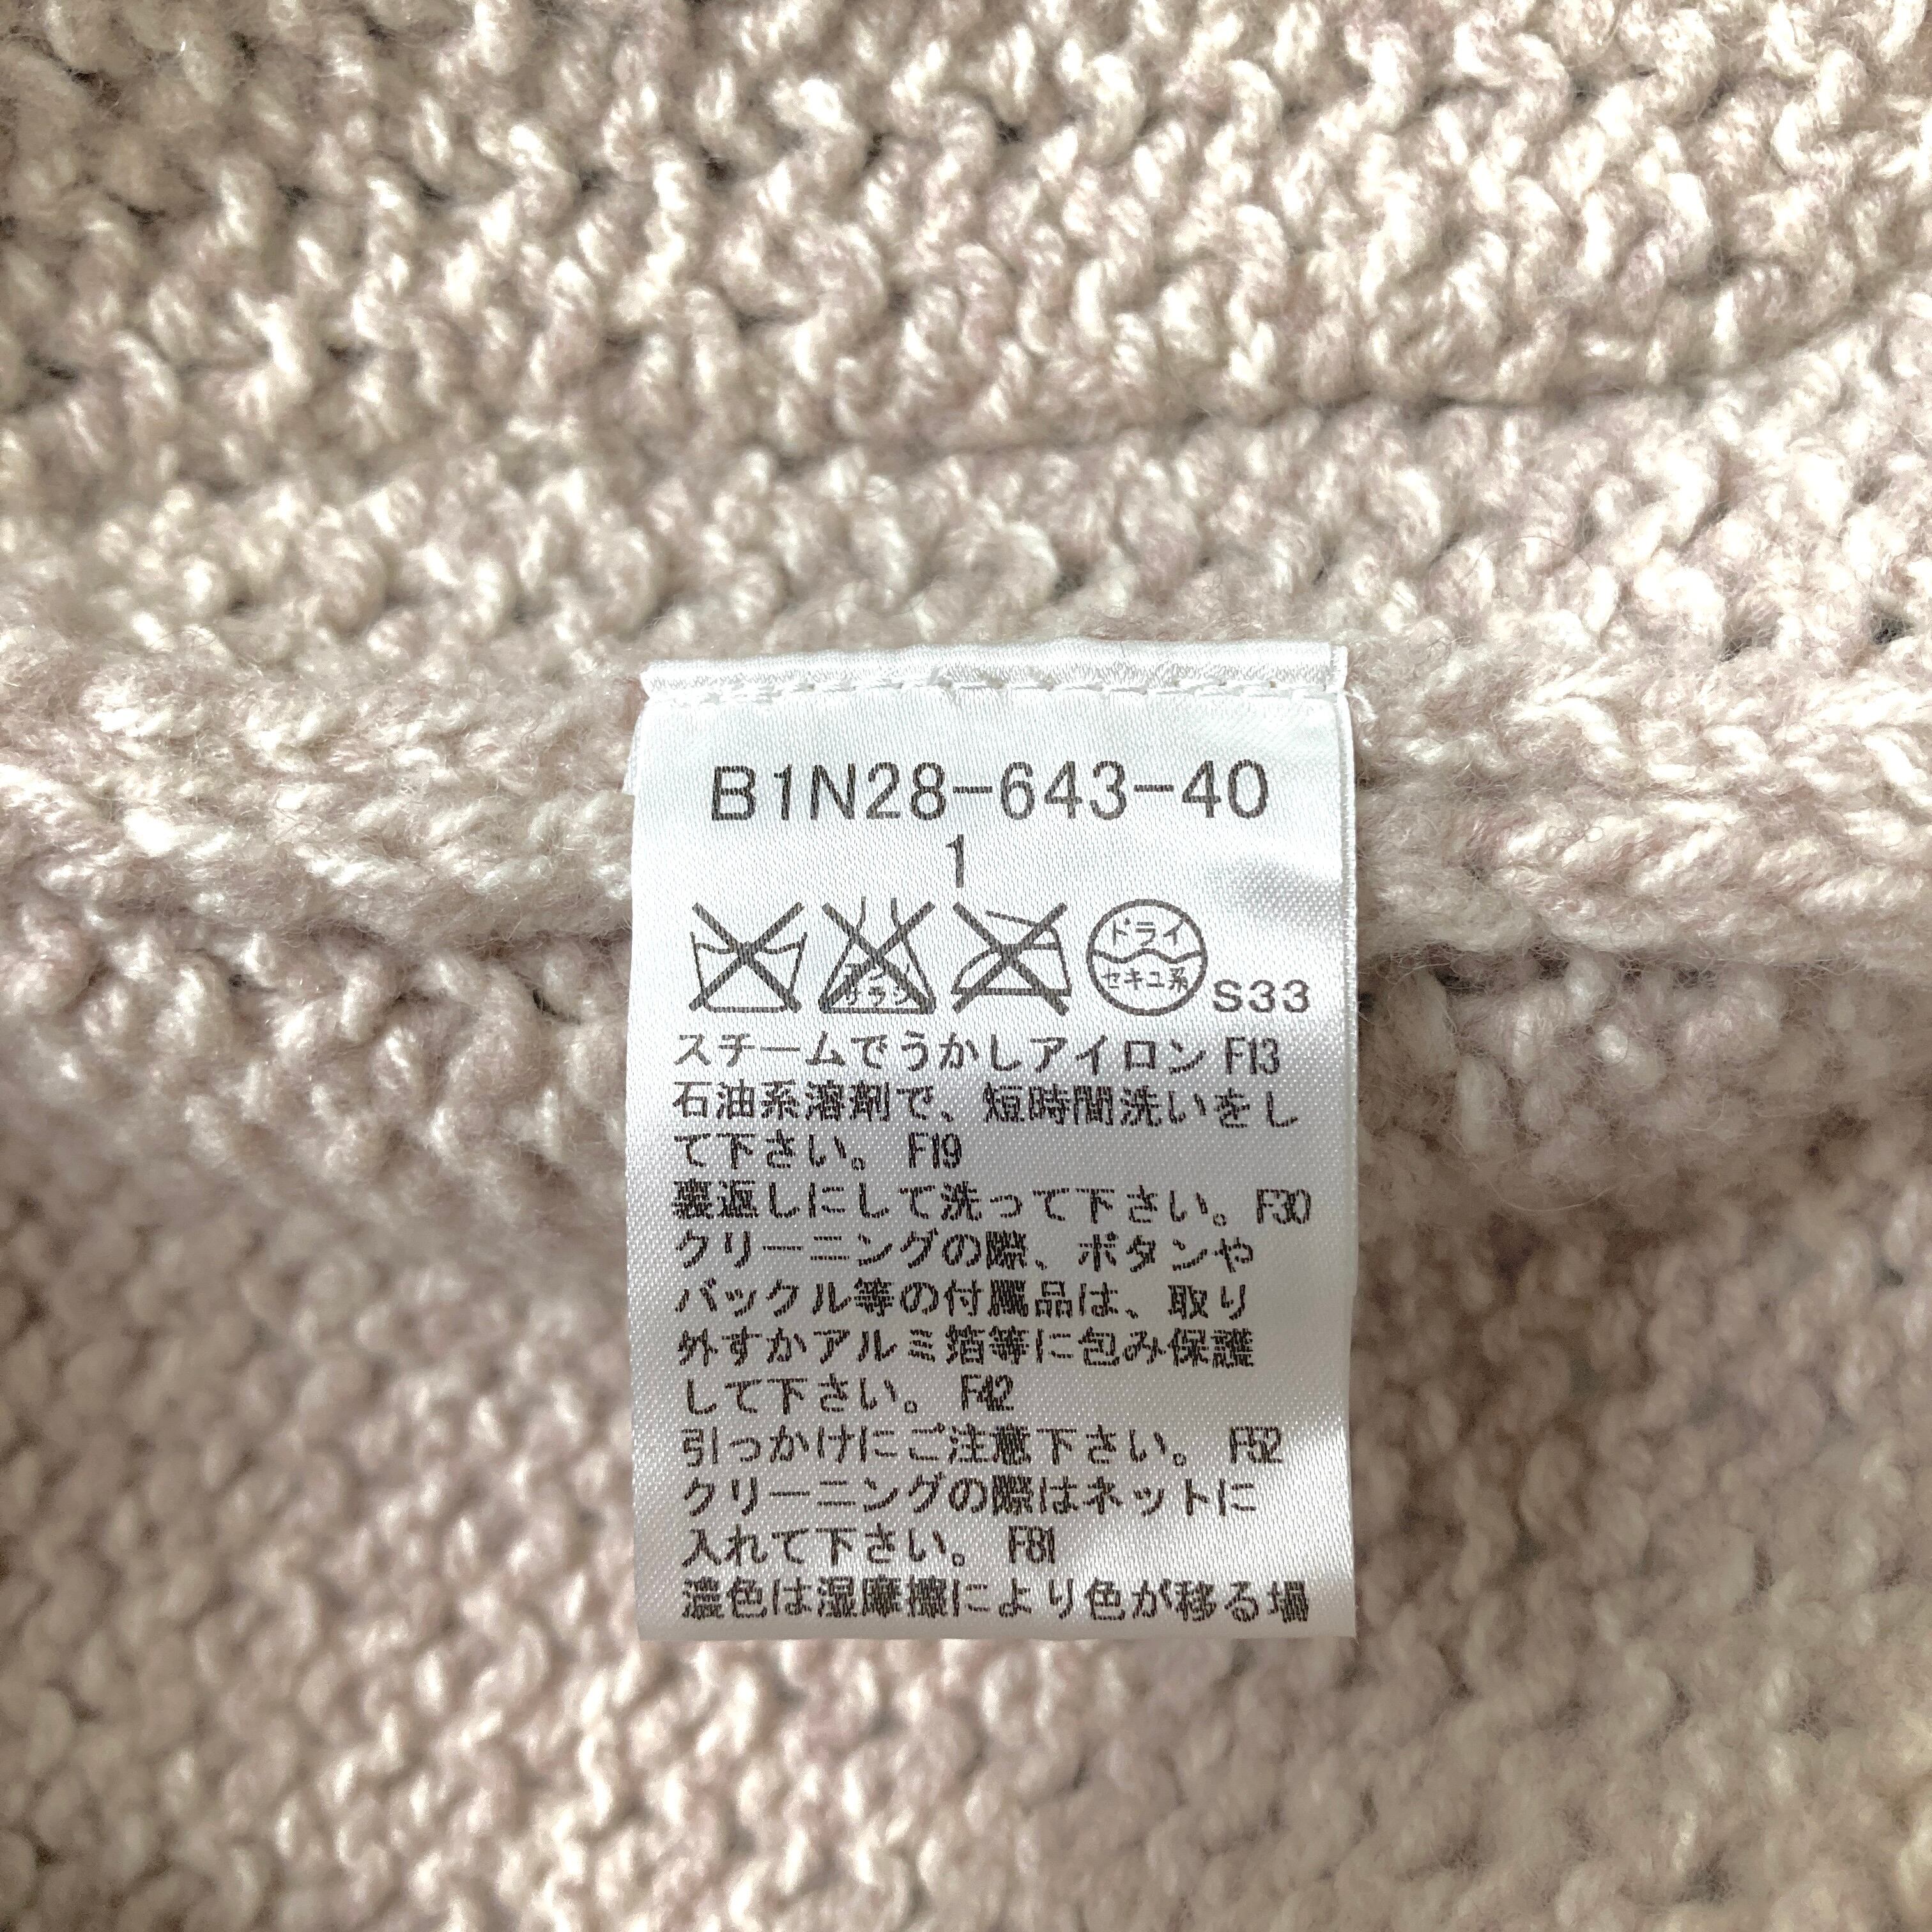 B1N28-643-40
1
エンソサラシ
ドライ
セキユ系
S33
スチームでうかしアイロン F13
石油系溶剤で、短時間洗いをし
て下さい。 F19
裏返しにして洗って下さい。F30
クリーニングの際、ボタンや
バックル等の付属品は、取り
外すかアルミ箔等に包み保護
して下さい。 F42
引っかけにご注意下さい。 F52
クリーニングの際はネットに
入れて下さい。 F81
濃色は湿摩擦により色が移る場